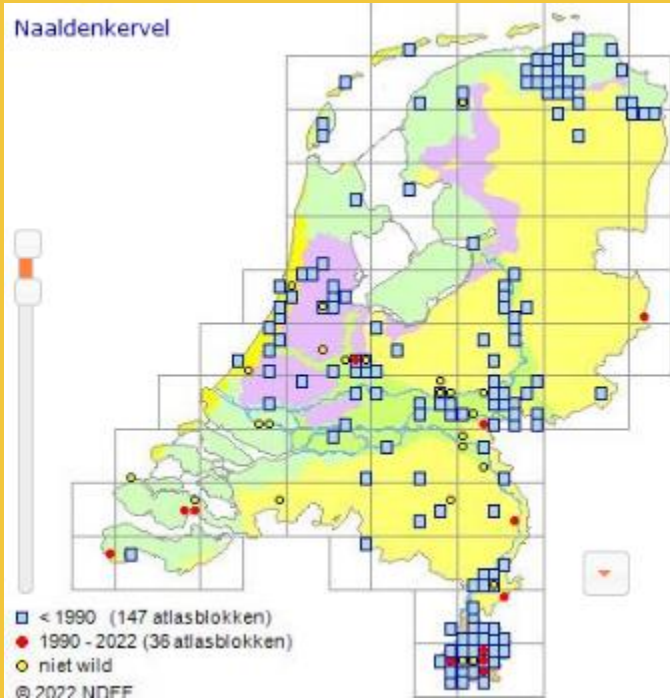 Naaldenkervel
< 1990 (147 atlasblokken)
1990 - 2022 (36 atlasblokken)
niet wild
© 2022 NDFF